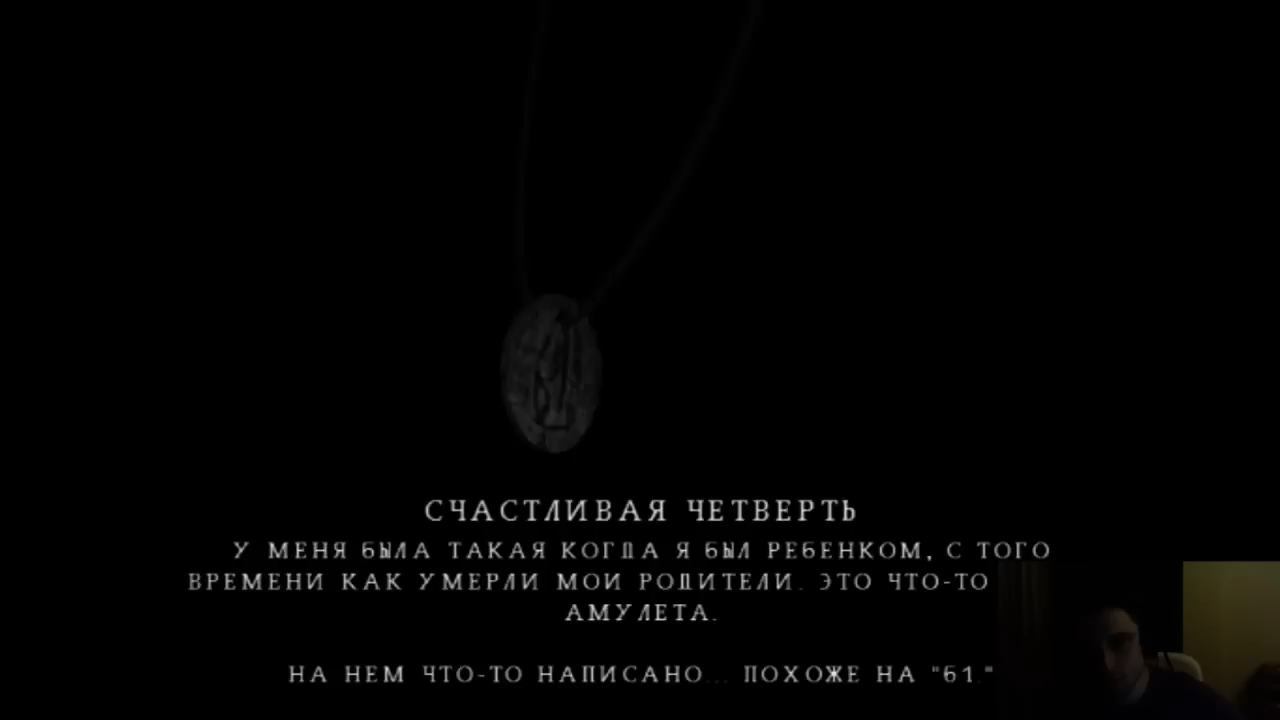 СЧАСТЛИВАЯ ЧЕТВЕРТЬ
У МЕНЯ БЫЛА ТАКАЯ КОГДА Я БЫЛ РЕБЕНКОМ, С ТОГО
ВРЕМЕНИ КАК УМЕРЛИ МОИ РОДИТЕЛИ. ЭТО ЧТО-ТО
АМУЛЕТА.
НА НЕМ ЧТО-ТО НАПИСАНО... ПОХОЖЕ НА "61."